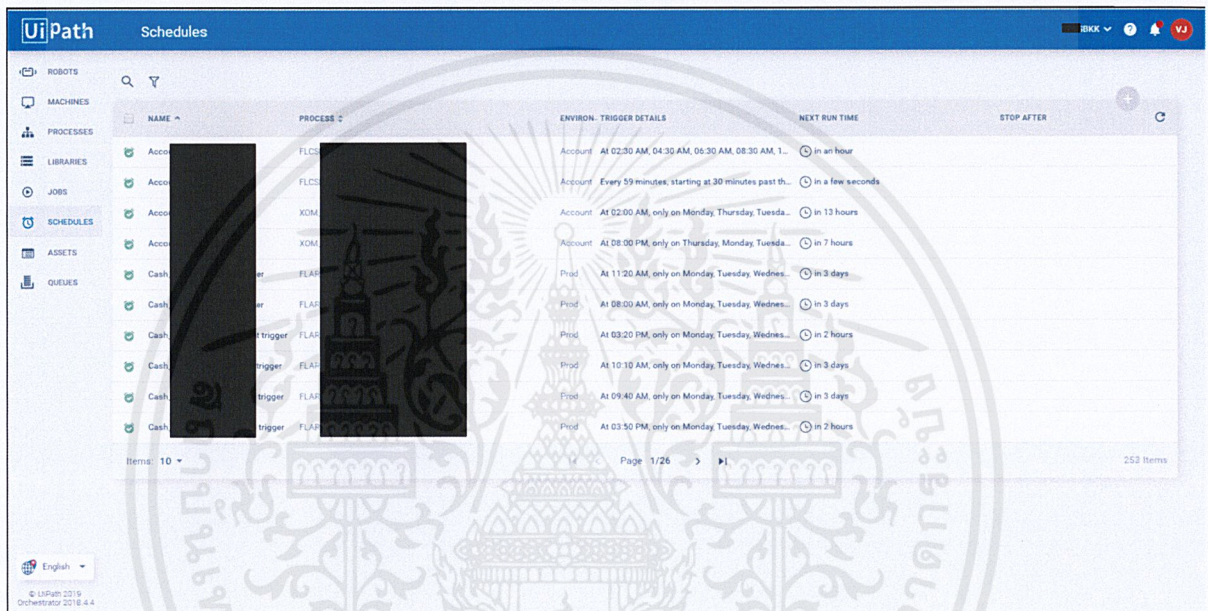 UiPath Schedules BKK VJ
ROBOTS
MACHINES
PROCESSES
LIBRARIES
JOBS
SCHEDULES
ASSETS
QUEUES
NAME PROCESS ENVIRON. TRIGGER DETAILS NEXT RUN TIME STOP AFTER
Acco FLCS Account At 02:30 AM, 04:30 AM, 06:30 AM, 08:30 AM, 1... in an hour
Acco FLCS Account Every 59 minutes, starting at 30 minutes past th... in a few seconds
Acco XOM, Account At 02:00 AM, only on Monday, Thursday, Tuesda... in 13 hours
Acco XOM, Account At 08:00 PM, only on Thursday, Monday, Tuesda... in 7 hours
Cash, er FLAR Prod At 11:20 AM, only on Monday, Tuesday, Wednes... in 3 days
Cash, er FLAR Prod At 08:00 AM, only on Monday, Tuesday, Wednes... in 3 days
Cash, t trigger FLAR Prod At 03:20 PM, only on Monday, Tuesday, Wednes... in 2 hours
Cash, trigger FLAR Prod At 10:10 AM, only on Monday, Tuesday, Wednes... in 3 days
Cash, trigger FLAR Prod At 09:40 AM, only on Monday, Tuesday, Wednes... in 3 days
Cash, trigger FLAR Prod At 03:50 PM, only on Monday, Tuesday, Wednes... in 2 hours
Items: 10 Page 1/26 253 Items
English
© UiPath 2019
Orchestrator 2018.4.4